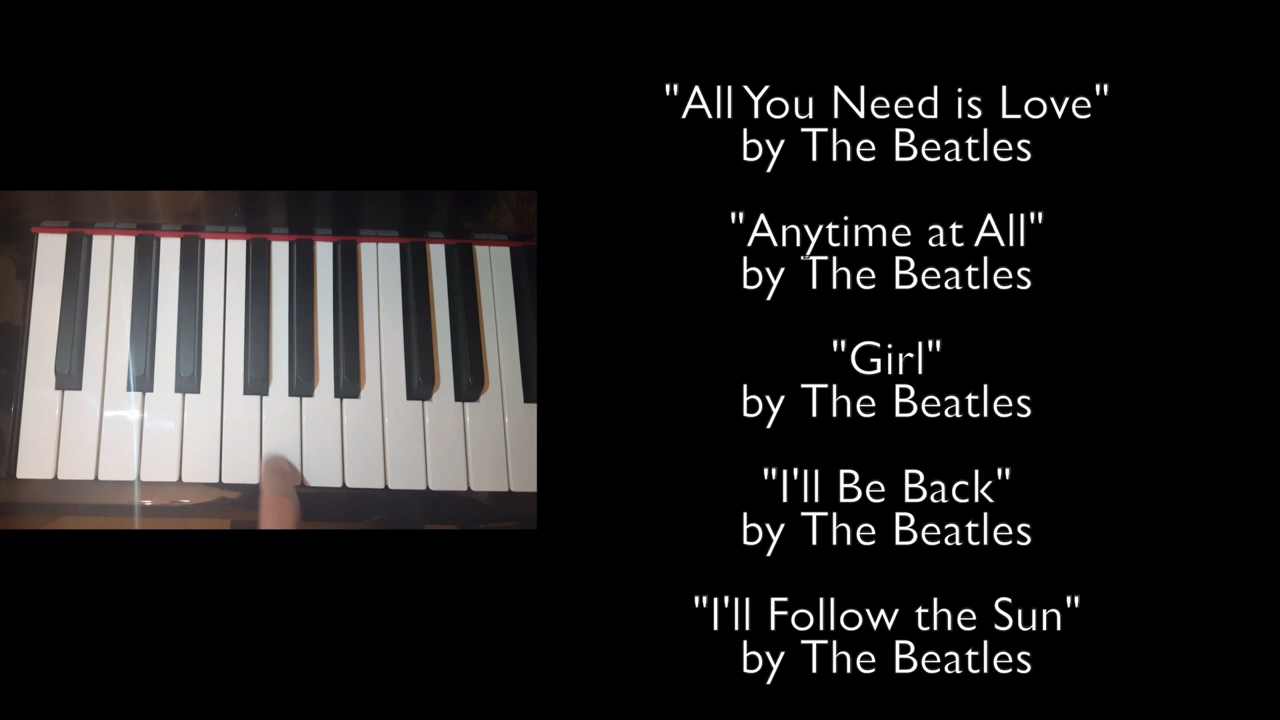 "All You Need is Love"
by The Beatles
"Anytime at All"
by The Beatles
"Girl"
by The Beatles
"I'll Be Back"
by The Beatles
"I'll Follow the Sun"
by The Beatles